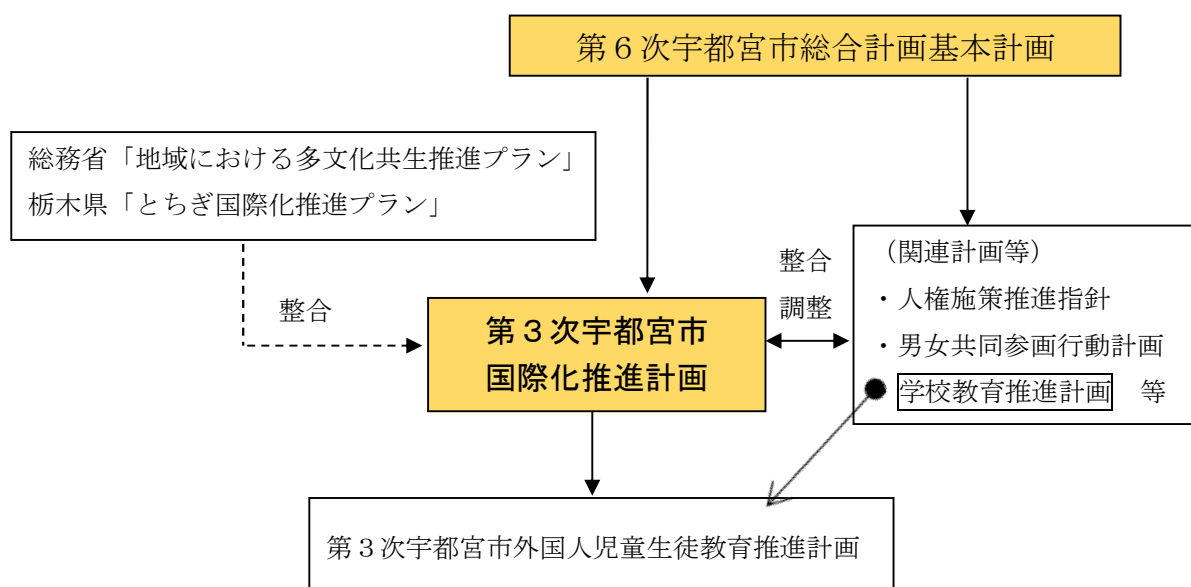 第６次宇都宮市総合計画基本計画
総務省「地域における多文化共生推進プラン」
栃木県「とちぎ国際化推進プラン」
整合
第３次宇都宮市
国際化推進計画
整合
調整
（関連計画等）
・人権施策推進指針
・男女共同参画行動計画
学校教育推進計画　等
第３次宇都宮市外国人児童生徒教育推進計画